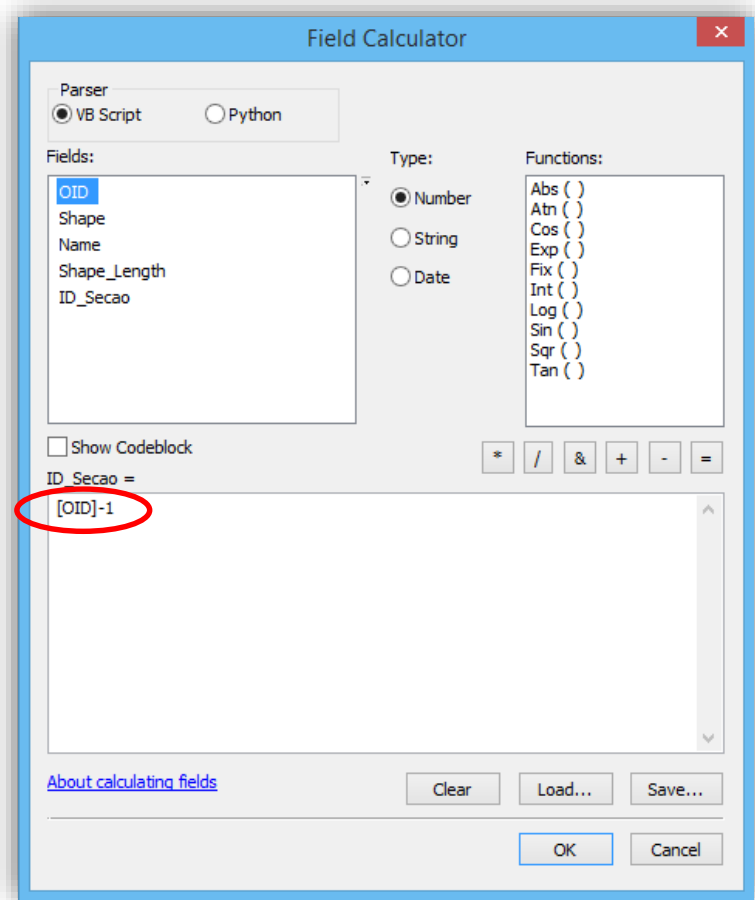 Field Calculator
Parser
VB Script Python
Fields:
OID
Shape
Name
Shape_Length
ID_Secao
Type:
Number
String
Date
Functions:
Abs ( )
Atn ( )
Cos ( )
Exp ( )
Fix ( )
Int ( )
Log ( )
Sin ( )
Sqr ( )
Tan ( )
Show Codeblock
* / & + - =
ID_Secao =
[OID]-1
About calculating fields
Clear Load... Save...
OK Cancel